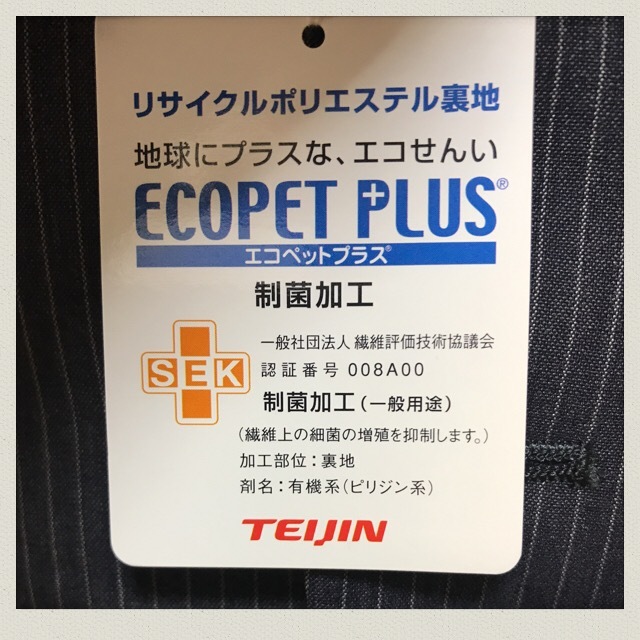 リサイクルポリエステル裏地
地球にプラスな、エコせんい
ECOPET PLUS®
エコペットプラス®
制菌加工
SEK
一般社団法人 繊維評価技術協議会
認証番号 008A00
制菌加工(一般用途)
(繊維上の細菌の増殖を抑制します。)
加工部位:裏地
剤名:有機系(ピリジン系)
TEIJIN